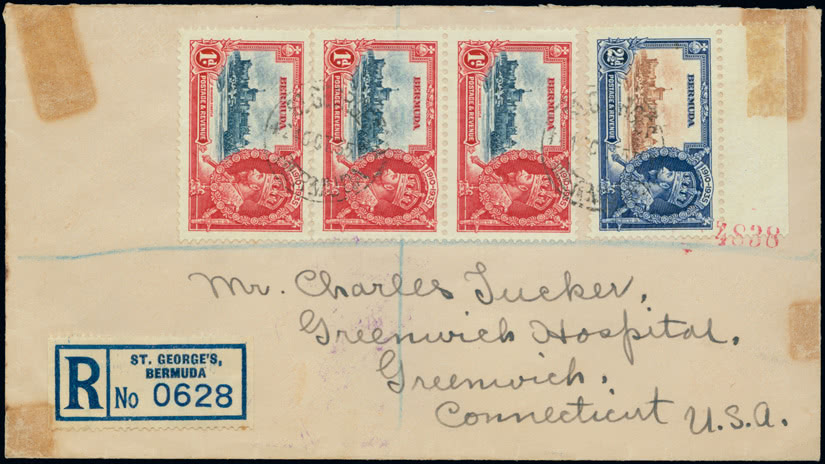 1D. POSTAGE & REVENUE BERMUDA 1910-1935
1D. POSTAGE & REVENUE BERMUDA 1910-1935
1D. POSTAGE & REVENUE BERMUDA 1910-1935
2½D. POSTAGE & REVENUE BERMUDA 1910-1935
Mr. Charles Tucker,
Greenwich Hospital,
Greenwich,
Connecticut U.S.A.
R
ST. GEORGE'S,
BERMUDA
No 0628